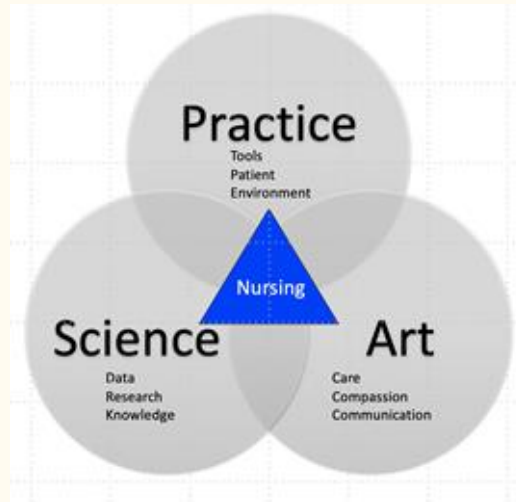 Practice
Tools
Patient
Environment
Nursing
Science
Data
Research
Knowledge
Art
Care
Compassion
Communication